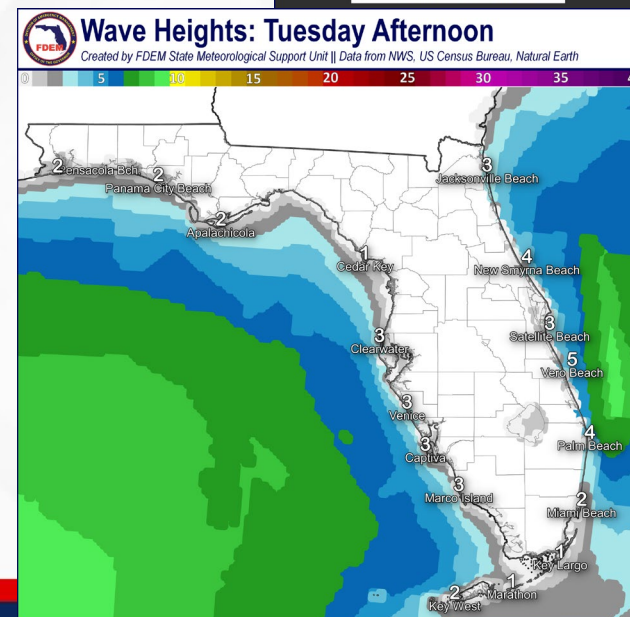 Wave Heights: Tuesday Afternoon
FDEM
Created by FDEM State Meteorological Support Unit || Data from NWS, US Census Bureau, Natural Earth
0 5 10 15 20 25 30 35
3
Jacksonville Beach
2
Pensacola Bch
2
Panama City Beach
2
Apalachicola
1
Cedar Key
4
New Smyrna Beach
3
Satellite Beach
3
Clearwater
5
Vero Beach
3
Venice
4
Palm Beach
3
Captiva
3
Marco Island
2
Miami Beach
1
Key Largo
1
Marathon
2
Key West